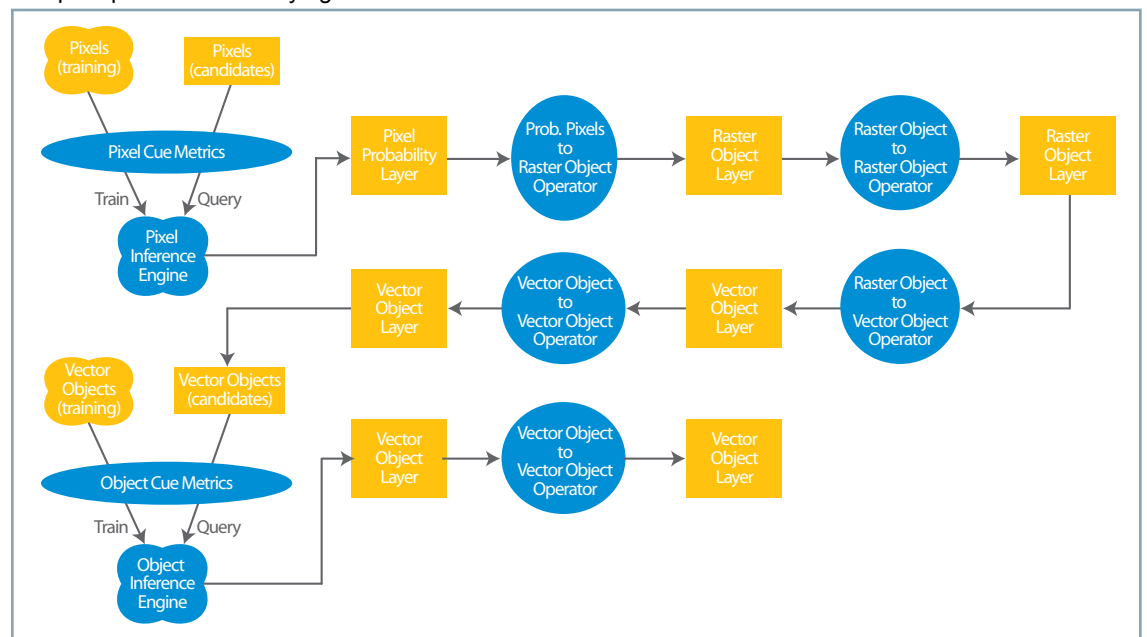 Pixels
(training)
Pixels
(candidates)
Pixel Cue Metrics
Train
Query
Pixel
Inference
Engine
Pixel
Probability
Layer
Prob. Pixels
to
Raster Object
Operator
Raster
Object
Layer
Raster Object
to
Raster Object
Operator
Raster
Object
Layer
Raster Object
to
Vector Object
Operator
Vector
Object
Layer
Vector Object
to
Vector Object
Operator
Vector
Object
Layer
Vector Objects
(candidates)
Vector
Objects
(training)
Object Cue Metrics
Train
Query
Object
Inference
Engine
Vector
Object
Layer
Vector Object
to
Vector Object
Operator
Vector
Object
Layer